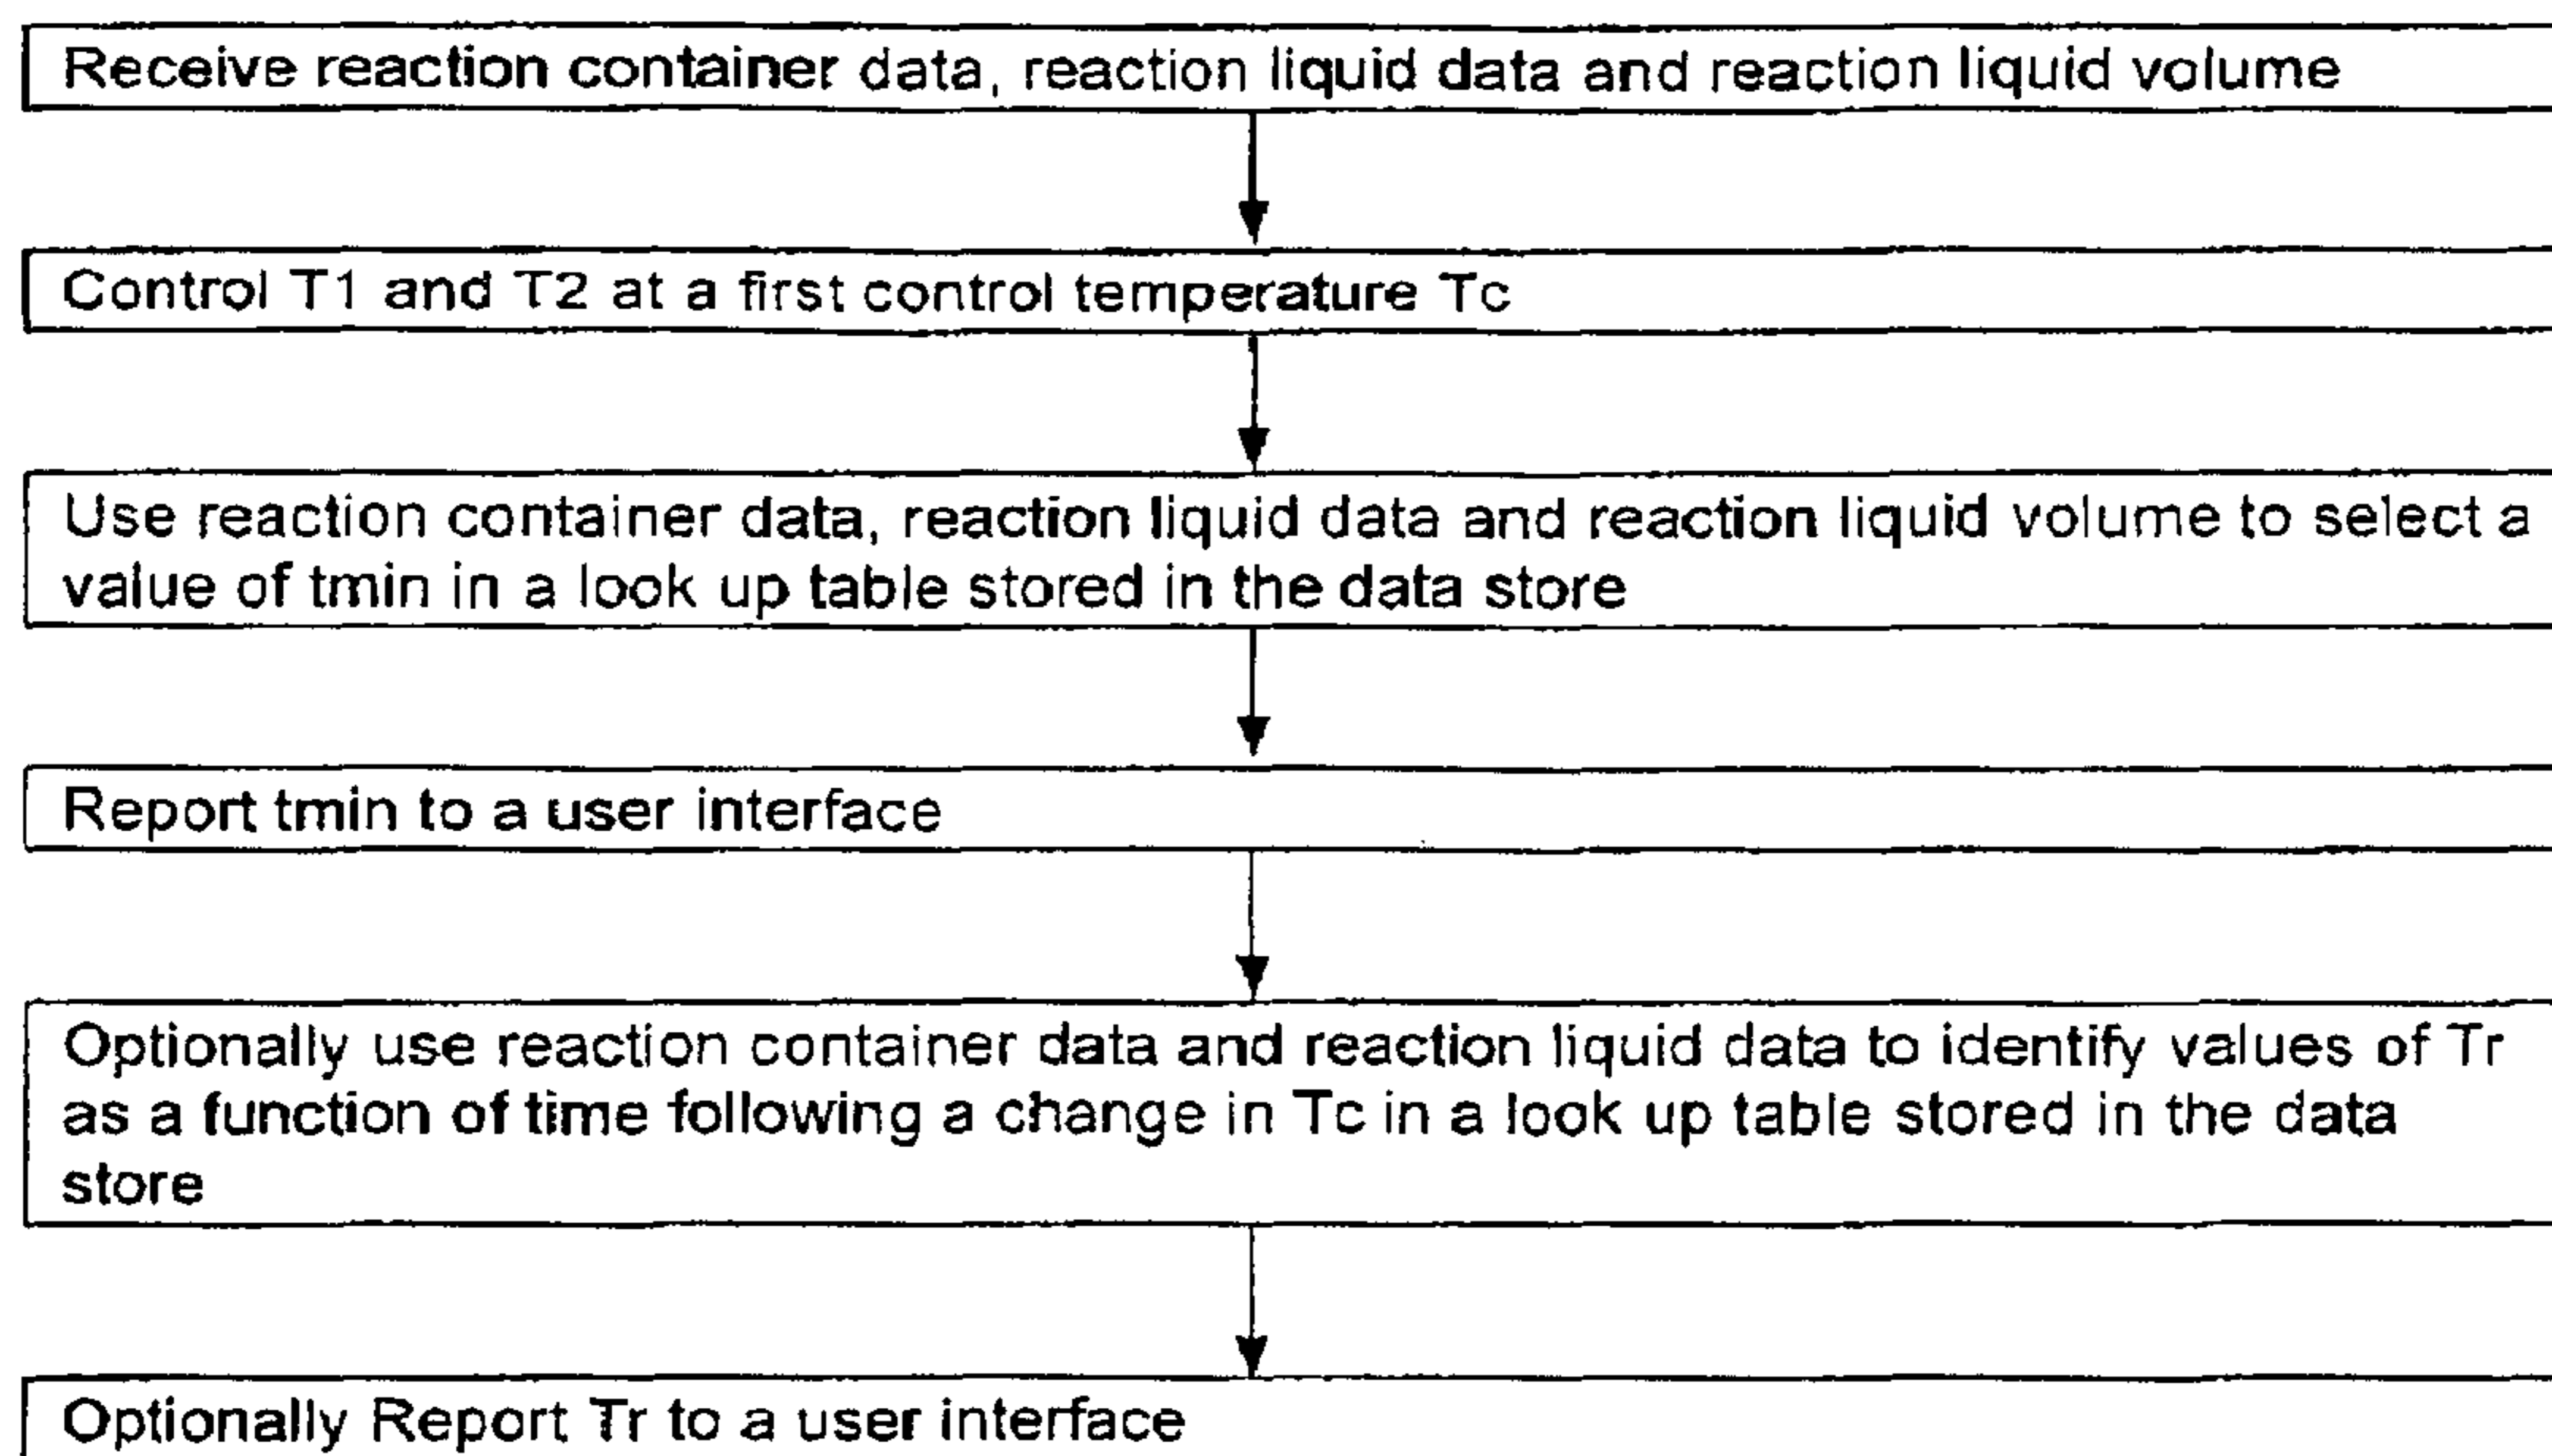 Receive reaction container data, reaction liquid data and reaction liquid volume
Control T1 and T2 at a first control temperature Tc
Use reaction container data, reaction liquid data and reaction liquid volume to select a
value of tmin in a look up table stored in the data store
Report tmin to a user interface
Optionally use reaction container data and reaction liquid data to identify values of Tr
as a function of time following a change in Tc in a look up table stored in the data
store
Optionally Report Tr to a user interface